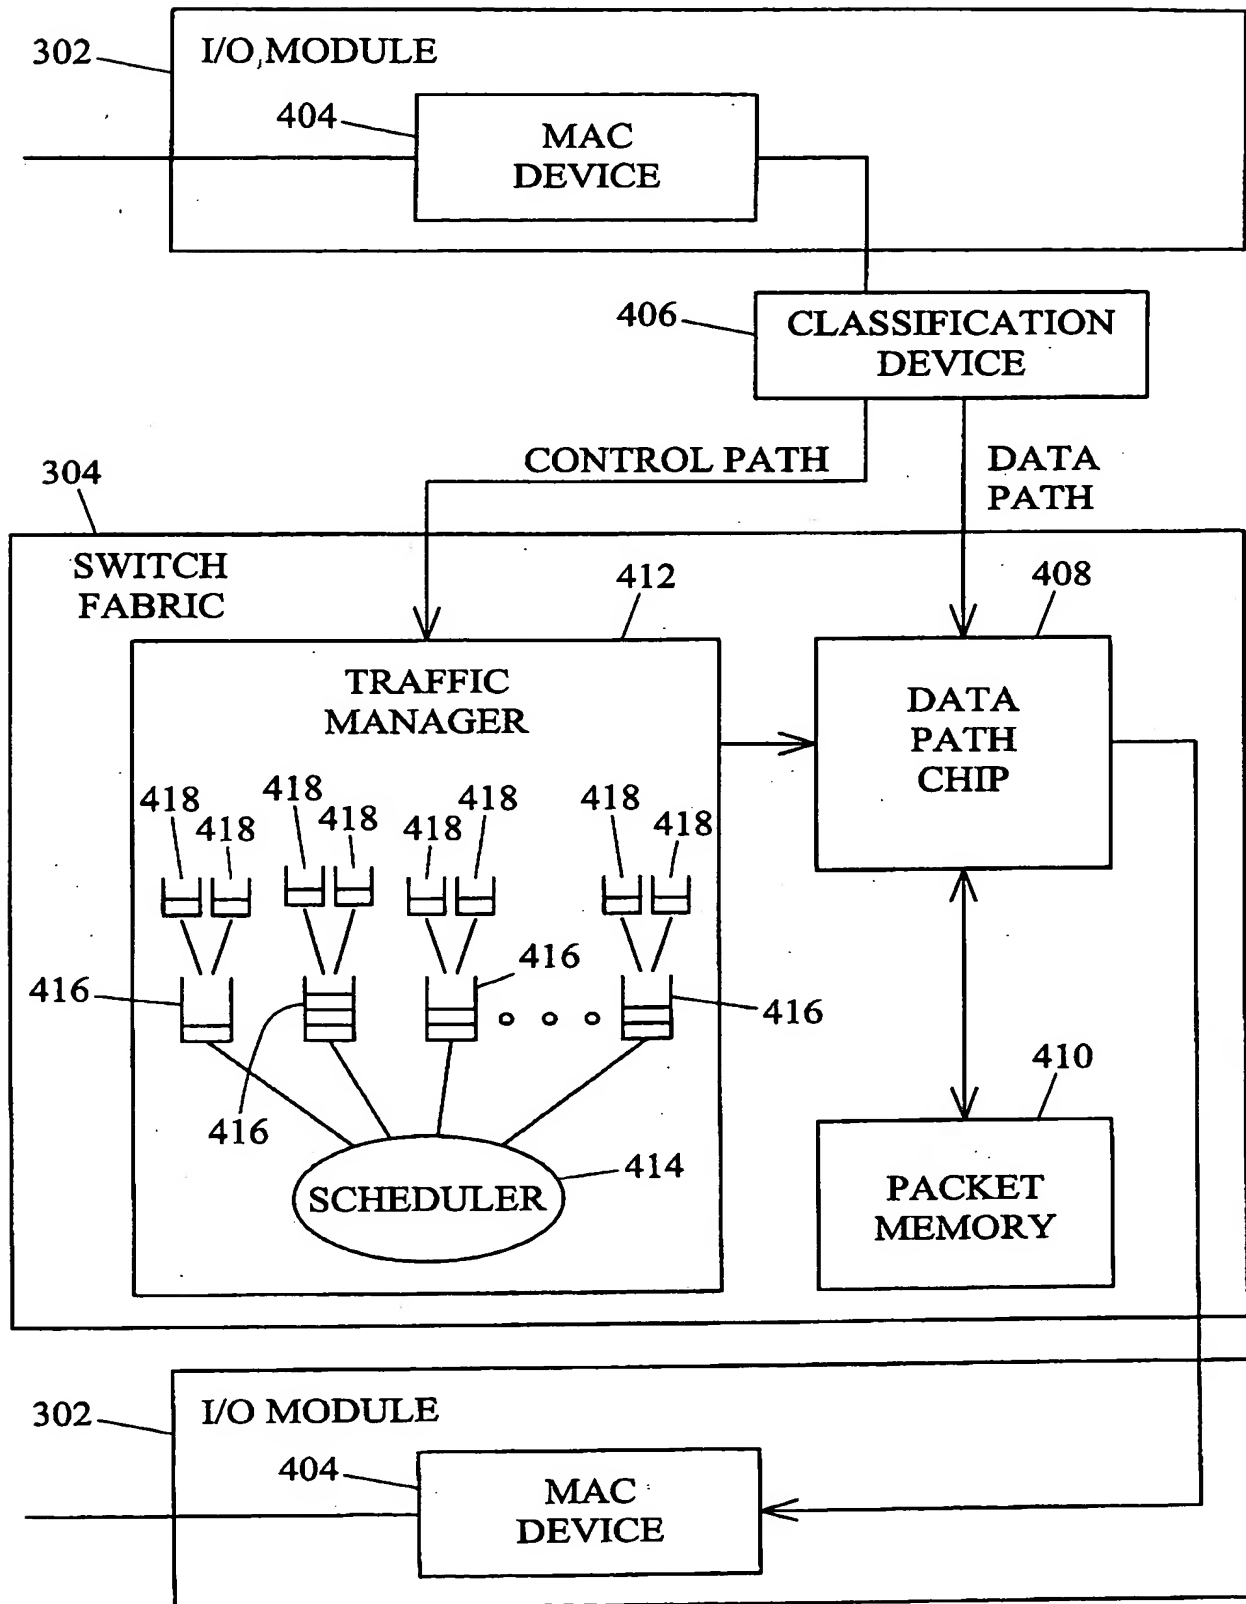 302
I/O MODULE
404
MAC
DEVICE
406
CLASSIFICATION
DEVICE
CONTROL PATH
DATA
PATH
304
SWITCH
FABRIC
412
408
TRAFFIC
MANAGER
DATA
PATH
CHIP
418
418
418
418
418
418
418
418
416
416
416
416
410
414
SCHEDULER
PACKET
MEMORY
302
I/O MODULE
404
MAC
DEVICE